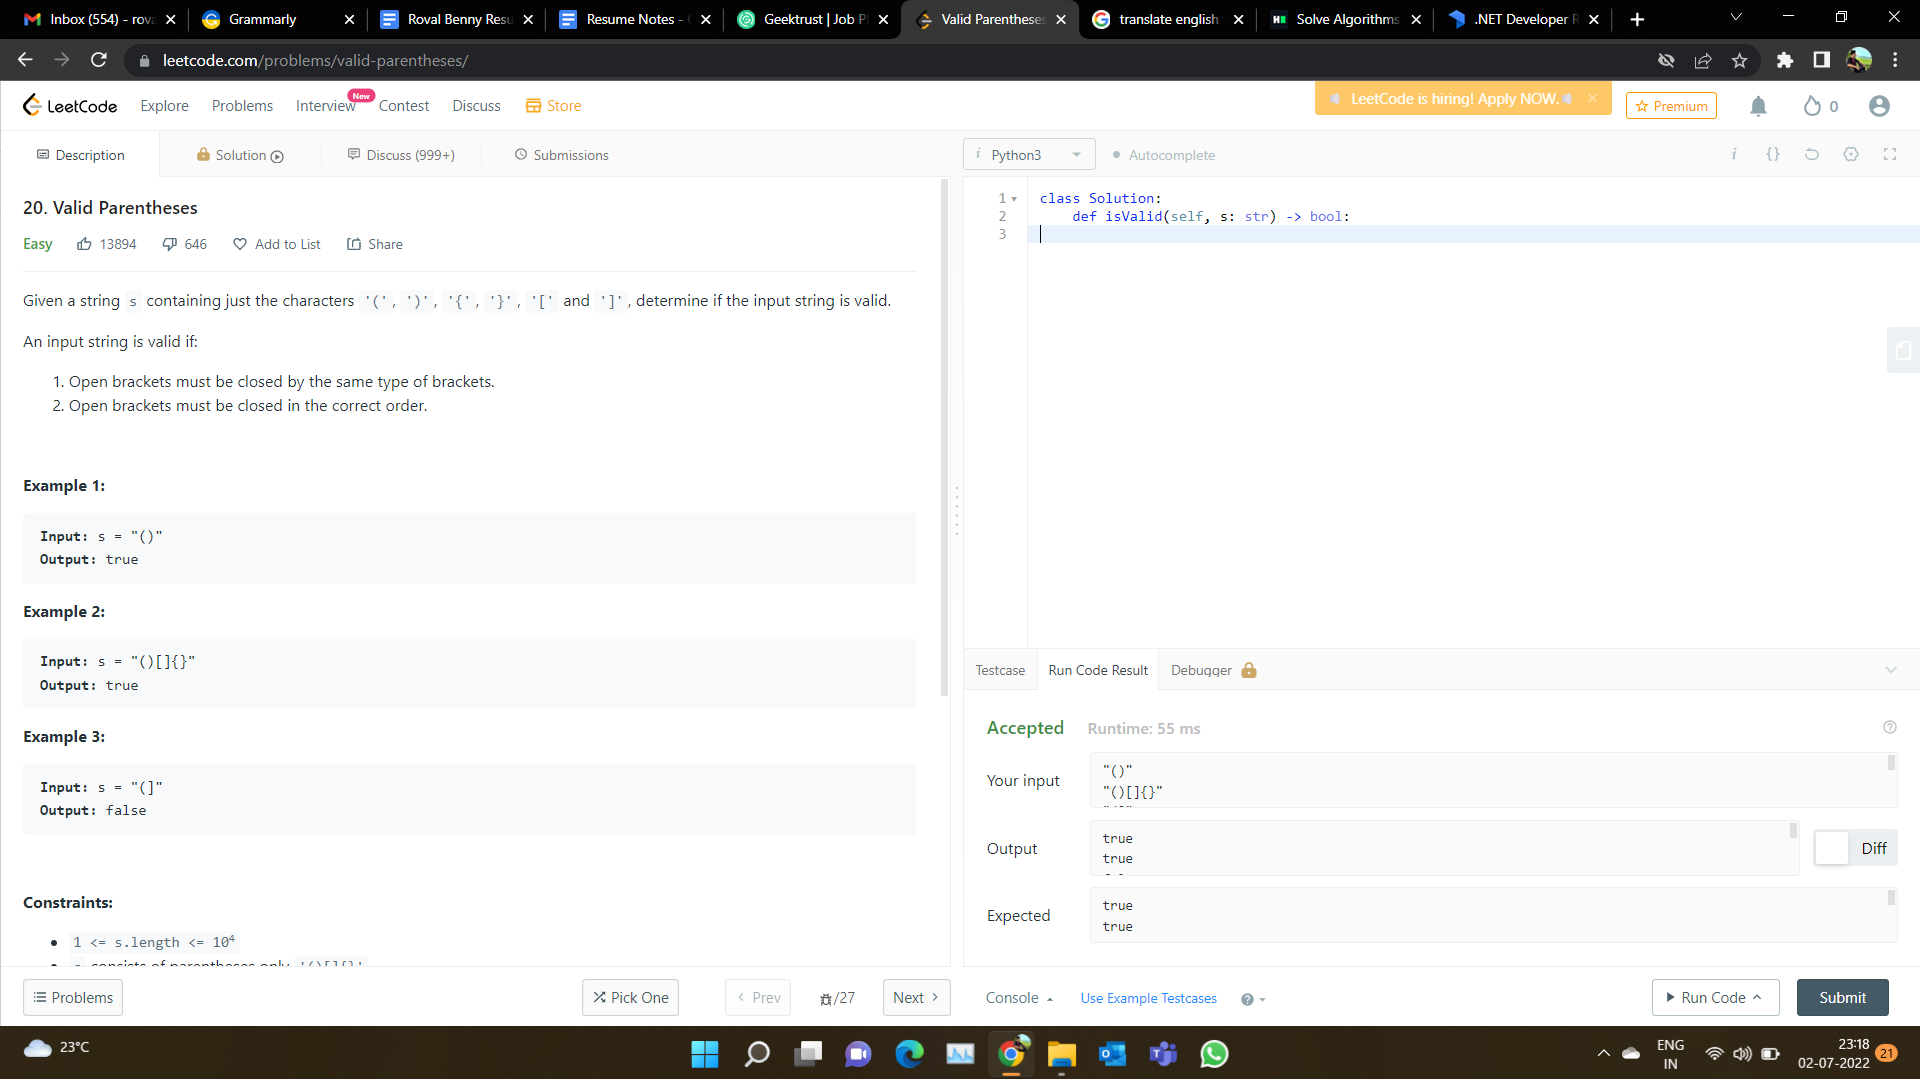 Inbox (554) - rova
Grammarly
Roval Benny Resu
Resume Notes -
Geektrust | Job P
Valid Parentheses
translate english
Solve Algorithms
.NET Developer R
leetcode.com/problems/valid-parentheses/
LeetCode
Explore
Problems
Interview
New
Contest
Discuss
Store
LeetCode is hiring! Apply NOW.
Premium
0
Description
Solution
Discuss (999+)
Submissions
Python3
Autocomplete
20. Valid Parentheses
Easy
13894
646
Add to List
Share
Given a string s containing just the characters '(', ')', '{', '}', '[' and ']', determine if the input string is valid.
An input string is valid if:
1. Open brackets must be closed by the same type of brackets.
2. Open brackets must be closed in the correct order.
Example 1:
Input: s = "()"
Output: true
Example 2:
Input: s = "()[]{}"
Output: true
Example 3:
Input: s = "(]"
Output: false
Constraints:
1 <= s.length <= 10⁴
consists of parentheses only '()[]{}'
1 class Solution:
2 def isValid(self, s: str) -> bool:
3
Testcase
Run Code Result
Debugger
Accepted
Runtime: 55 ms
Your input
"()"
"()[]{}"
Output
true
true
Diff
Expected
true
true
Problems
Pick One
Prev
/27
Next
Console
Use Example Testcases
Run Code
Submit
23°C
ENG
IN
23:18
02-07-2022
21